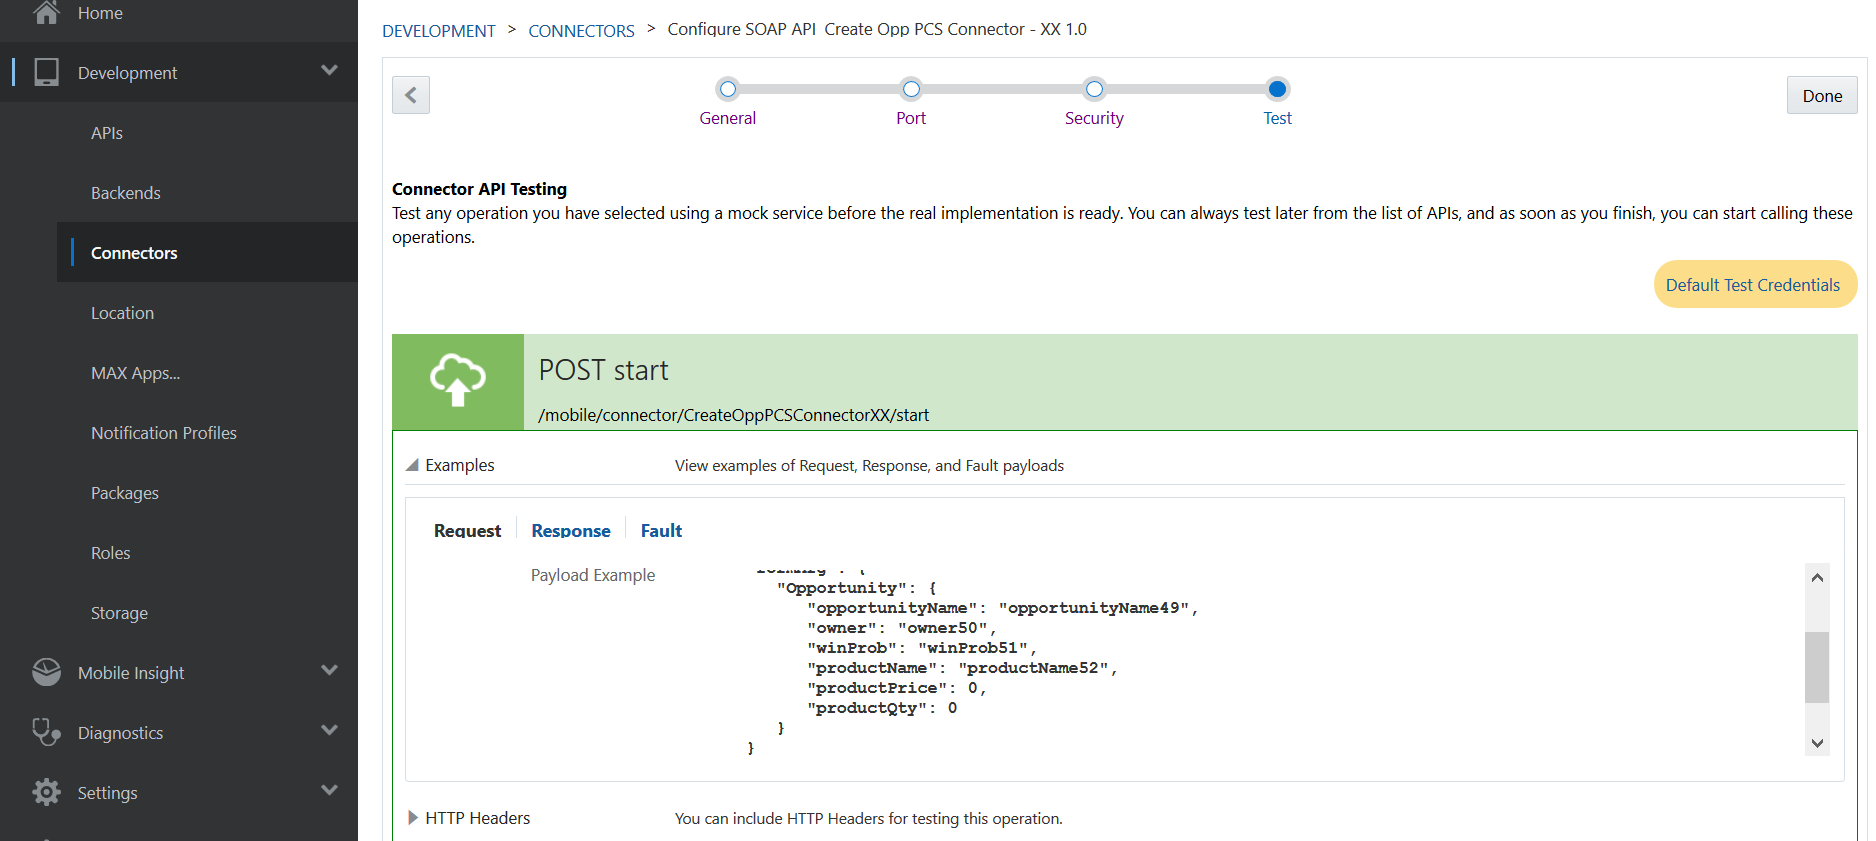 Home
Development
APIs
Backends
Connectors
Location
MAX Apps...
Notification Profiles
Packages
Roles
Storage
Mobile Insight
Diagnostics
Settings
DEVELOPMENT > CONNECTORS > Configure SOAP API Create Opp PCS Connector - XX 1.0
General Port Security Test
Done
Connector API Testing
Test any operation you have selected using a mock service before the real implementation is ready. You can always test later from the list of APIs, and as soon as you finish, you can start calling these
operations.
Default Test Credentials
POST start
/mobile/connector/CreateOppPCSConnectorXX/start
Examples View examples of Request, Response, and Fault payloads
Request Response Fault
Payload Example
"Opportunity": {
"opportunityName": "opportunityName49",
"owner": "owner50",
"winProb": "winProb51",
"productName": "productName52",
"productPrice": 0,
"productQty": 0
}
}
HTTP Headers You can include HTTP Headers for testing this operation.